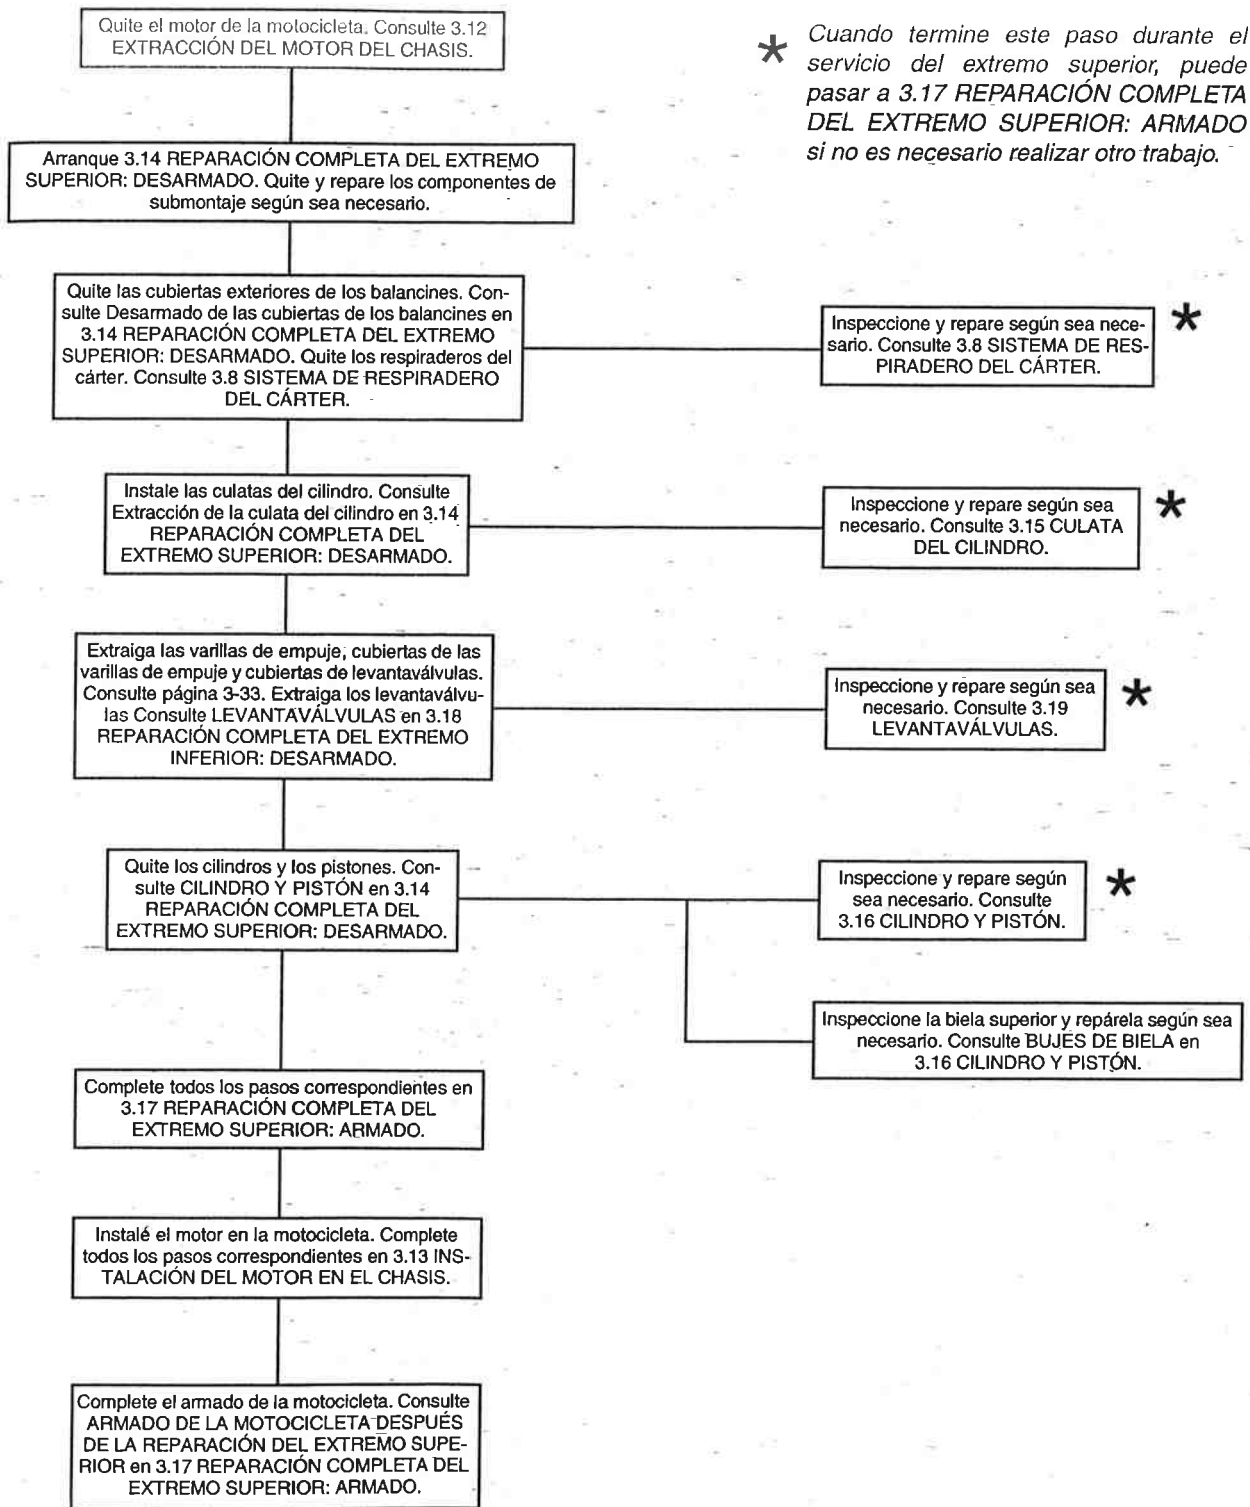 Quite el motor de la motocicleta. Consulte 3.12
EXTRACCIÓN DEL MOTOR DEL CHASIS.
Cuando termine este paso durante el
servicio del extremo superior, puede
pasar a 3.17 REPARACIÓN COMPLETA
DEL EXTREMO SUPERIOR: ARMADO
si no es necesario realizar otro trabajo.
Arranque 3.14 REPARACIÓN COMPLETA DEL EXTREMO
SUPERIOR: DESARMADO. Quite y repare los componentes de
submontaje según sea necesario.
Quite las cubiertas exteriores de los balancines. Con-
sulte Desarmado de las cubiertas de los balancines en
3.14 REPARACIÓN COMPLETA DEL EXTREMO
SUPERIOR: DESARMADO. Quite los respiraderos del
cárter. Consulte 3.8 SISTEMA DE RESPIRADERO
DEL CÁRTER.
Inspeccione y repare según sea nece-
sario. Consulte 3.8 SISTEMA DE RES-
PIRADERO DEL CÁRTER.
Instale las culatas del cilindro. Consulte
Extracción de la culata del cilindro en 3.14
REPARACIÓN COMPLETA DEL
EXTREMO SUPERIOR: DESARMADO.
Inspeccione y repare según sea
necesario. Consulte 3.15 CULATA
DEL CILINDRO.
Extraiga las varillas de empuje, cubiertas de las
varillas de empuje y cubiertas de levantaválvulas.
Consulte página 3-33. Extraiga los levantaválvu-
las Consulte LEVANTAVÁLVULAS en 3.18
REPARACIÓN COMPLETA DEL EXTREMO
INFERIOR: DESARMADO.
Inspeccione y repare según sea
necesario. Consulte 3.19
LEVANTAVÁLVULAS.
Quite los cilindros y los pistones. Con-
sulte CILINDRO Y PISTÓN en 3.14
REPARACIÓN COMPLETA DEL
EXTREMO SUPERIOR: DESARMADO.
Inspeccione y repare según
sea necesario. Consulte
3.16 CILINDRO Y PISTÓN.
Inspeccione la biela superior y repárela según sea
necesario. Consulte BUJES DE BIELA en
3.16 CILINDRO Y PISTÓN.
Complete todos los pasos correspondientes en
3.17 REPARACIÓN COMPLETA DEL
EXTREMO SUPERIOR: ARMADO.
Instalé el motor en la motocicleta. Complete
todos los pasos correspondientes en 3.13 INS-
TALACIÓN DEL MOTOR EN EL CHASIS.
Complete el armado de la motocicleta. Consulte
ARMADO DE LA MOTOCICLETA DESPUÉS
DE LA REPARACIÓN DEL EXTREMO SUPE-
RIOR en 3.17 REPARACIÓN COMPLETA DEL
EXTREMO SUPERIOR: ARMADO.